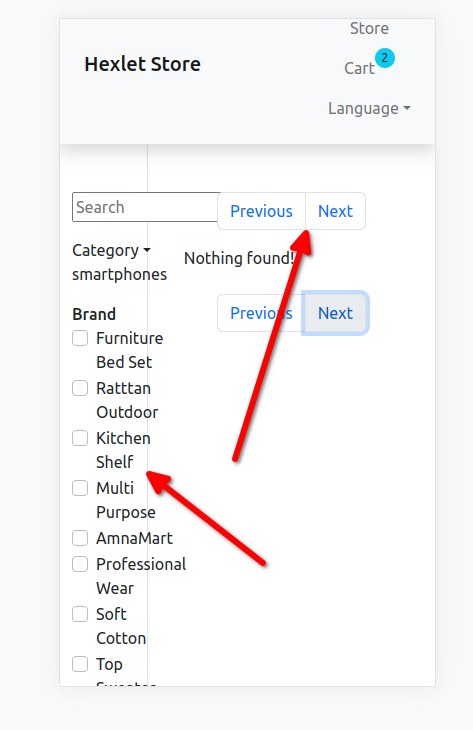 Store
Hexlet Store
Cart 2
Language
Search
Previous Next
Category
smartphones
Nothing found!
Brand
Previous Next
Furniture
Bed Set
Ratttan
Outdoor
Kitchen
Shelf
Multi
Purpose
AmnaMart
Professional
Wear
Soft
Cotton
Top